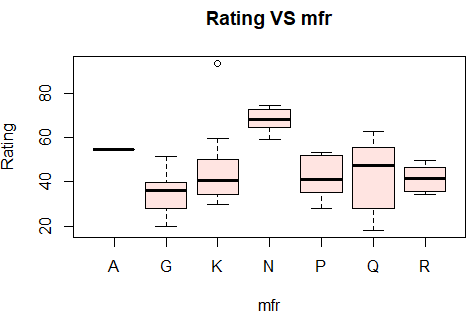 Rating VS mfr
Rating
80
60
40
20
A G K N P Q R
mfr